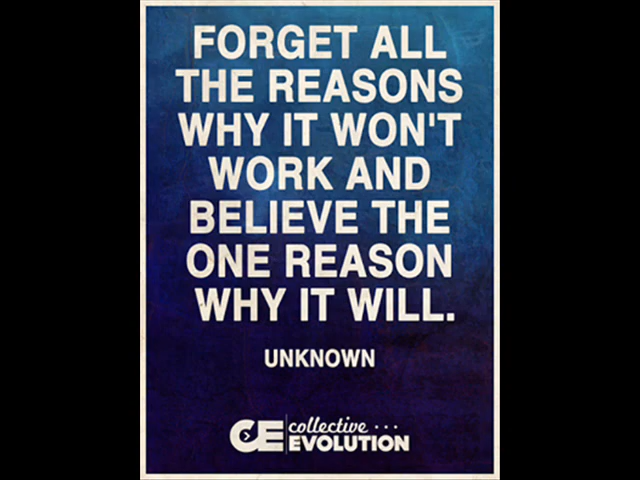 FORGET ALL
THE REASONS
WHY IT WON'T
WORK AND
BELIEVE THE
ONE REASON
WHY IT WILL.
UNKNOWN
CE collective...
EVOLUTION